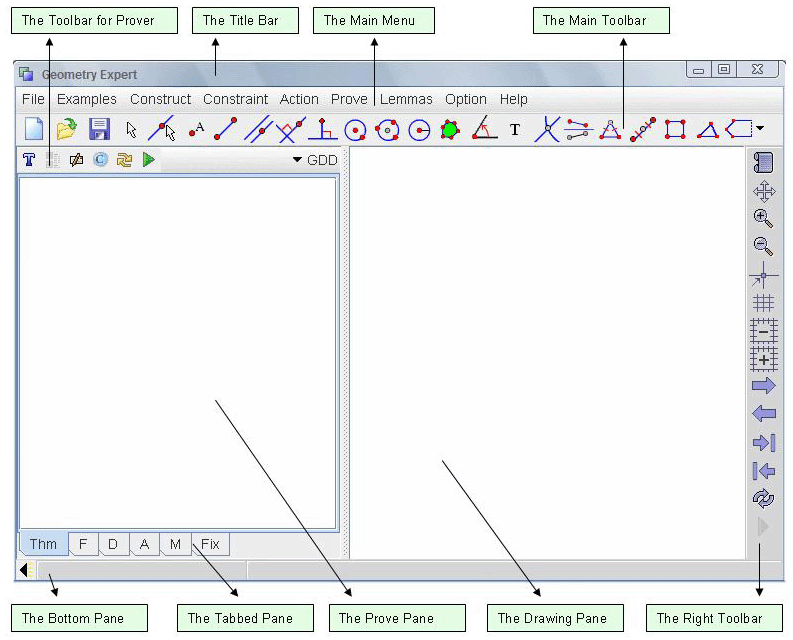 The Toolbar for Prover
The Title Bar
The Main Menu
The Main Toolbar
Geometry Expert
File Examples Construct Constraint Action Prove Lemmas Option Help
A T
T C GDD
Thm F D A M Fix
The Bottom Pane
The Tabbed Pane
The Prove Pane
The Drawing Pane
The Right Toolbar